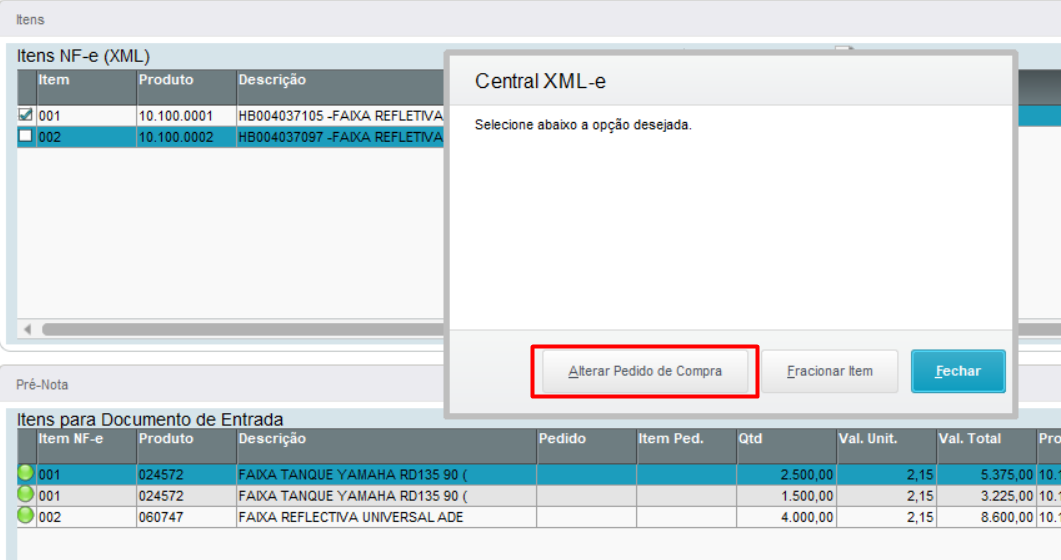 Itens
Itens NF-e (XML)
Item Produto Descrição
001 10.100.0001 HB004037105 -FAIXA REFLETIVA
002 10.100.0002 HB004037097 -FAIXA REFLETIVA
Central XML-e
Selecione abaixo a opção desejada.
Alterar Pedido de Compra Fracionar Item Fechar
Pré-Nota
Itens para Documento de Entrada
Item NF-e Produto Descrição Pedido Item Ped. Qtd Val. Unit. Val. Total Pro
001 024572 FAIXA TANQUE YAMAHA RD135 90 ( 2.500,00 2,15 5.375,00 10.1
001 024572 FAIXA TANQUE YAMAHA RD135 90 ( 1.500,00 2,15 3.225,00 10.1
002 060747 FAIXA REFLECTIVA UNIVERSAL ADE 4.000,00 2,15 8.600,00 10.1